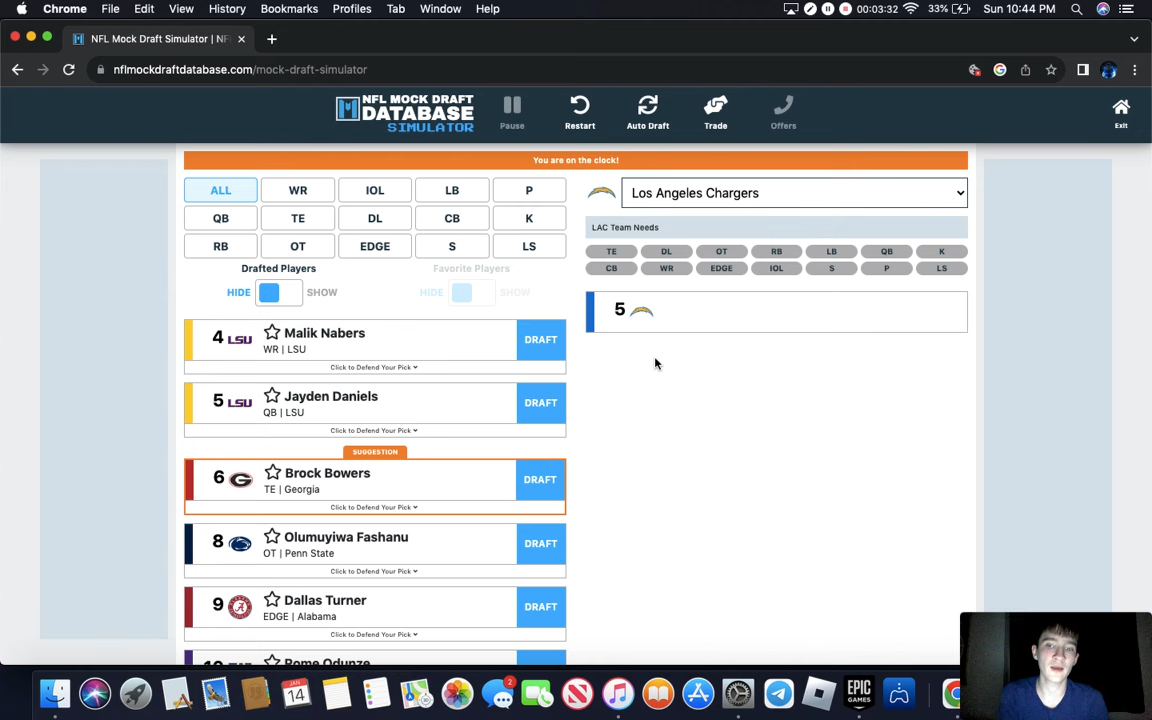 Chrome File Edit View History Bookmarks Profiles Tab Window Help 00:03:32 33% Sun 10:44 PM
NFL Mock Draft Simulator | NF
nflmockdraftdatabase.com/mock-draft-simulator
NFL MOCK DRAFT
DATABASE
SIMULATOR
Pause Restart Auto Draft Trade Offers Exit
You are on the clock!
ALL WR IOL LB P
QB TE DL CB K
RB OT EDGE S LS
Drafted Players Favorite Players
HIDE SHOW HIDE SHOW
Los Angeles Chargers
LAC Team Needs
TE DL OT RB LB QB K
CB WR EDGE IOL S P LS
5
4 LSU Malik Nabers DRAFT
WR | LSU
Click to Defend Your Pick
5 LSU Jayden Daniels DRAFT
QB | LSU
Click to Defend Your Pick
SUGGESTION
6 G Brock Bowers DRAFT
TE | Georgia
Click to Defend Your Pick
8 Olumuyiwa Fashanu DRAFT
OT | Penn State
Click to Defend Your Pick
9 Dallas Turner DRAFT
EDGE | Alabama
Click to Defend Your Pick
10 Rome Odunze
JAN
14
2
EPIC
GAMES